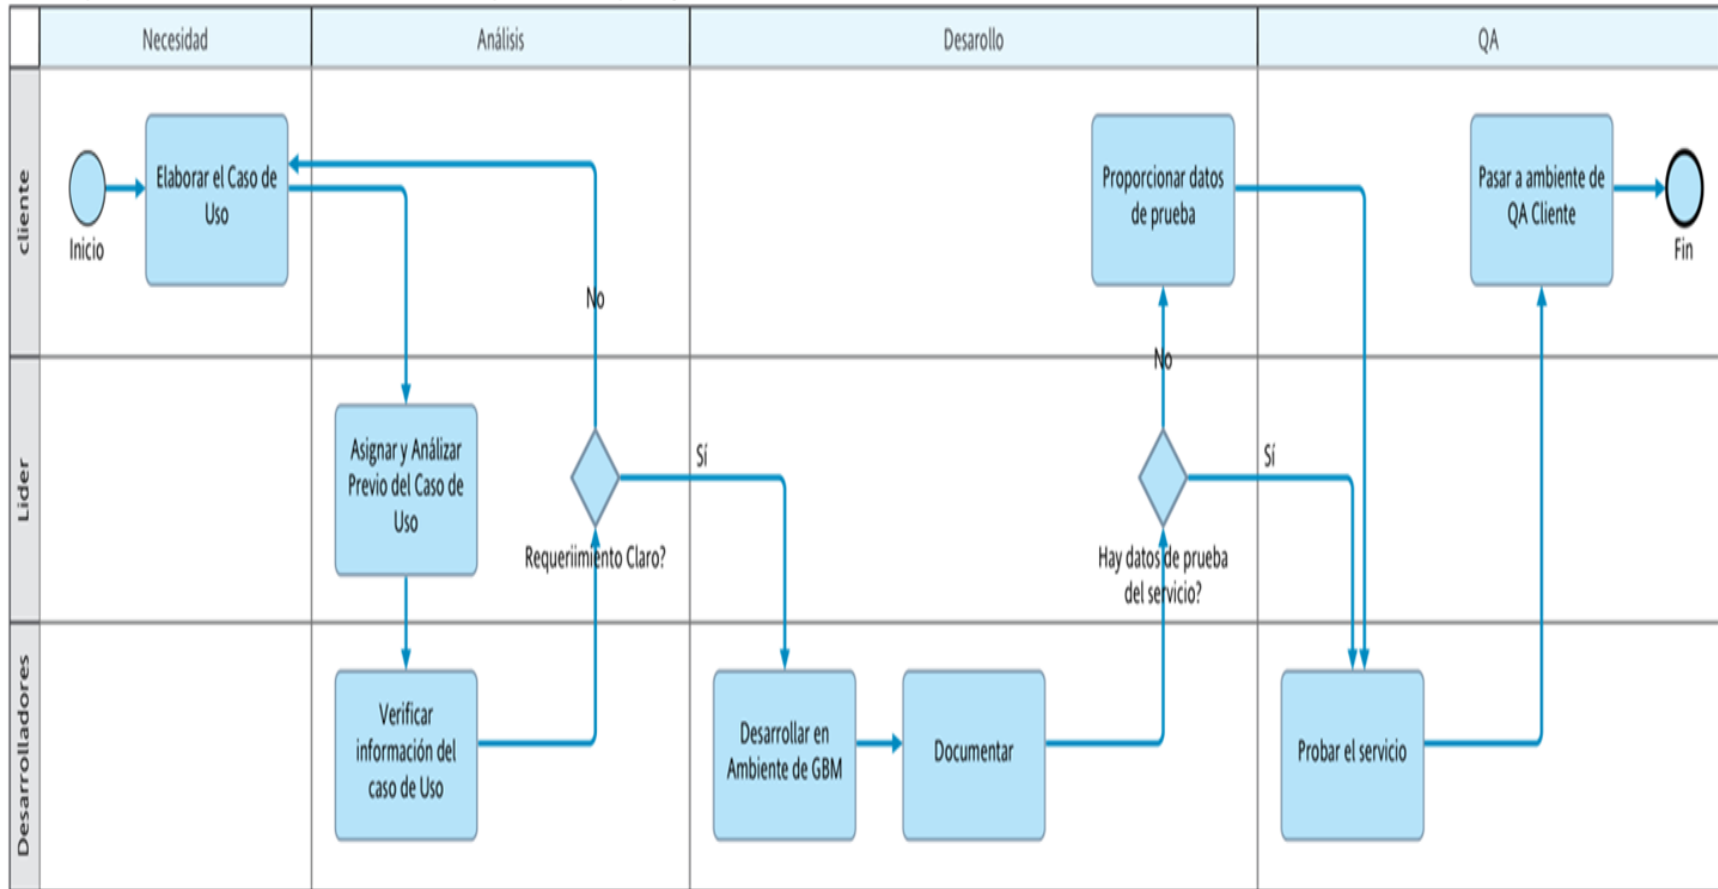 Necesidad
Análisis
Desarollo
QA
cliente
Elaborar el Caso de
Uso
Inicio
No
Proporcionar datos
de prueba
No
Pasar a ambiente de
QA Cliente
Fin
Lider
Asignar y Análizar
Previo del Caso de
Uso
Requeriimiento Claro?
Sí
Hay datos de prueba
del servicio?
Sí
Desarrolladores
Verificar
información del
caso de Uso
Desarrollar en
Ambiente de GBM
Documentar
Probar el servicio